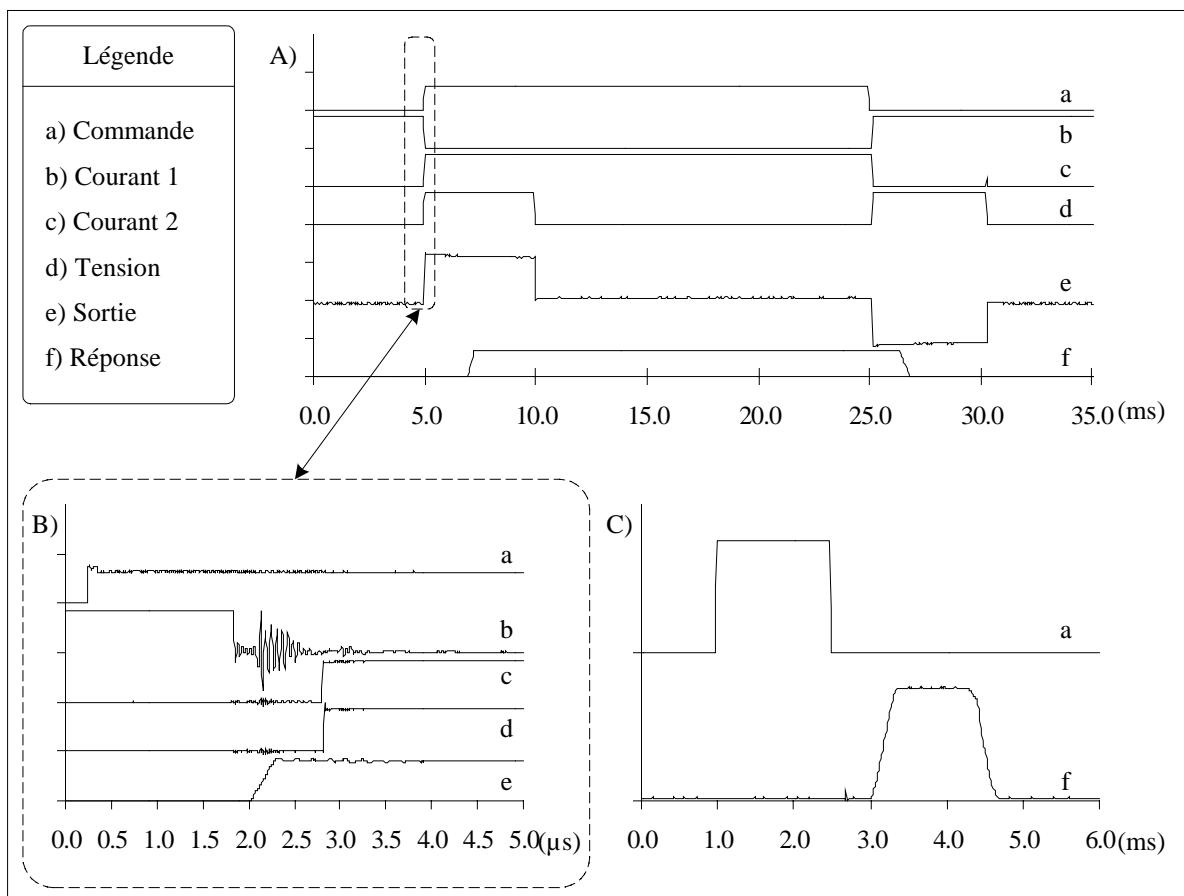 Légende
a) Commande
b) Courant 1
c) Courant 2
d) Tension
e) Sortie
f) Réponse
A)
a
b
c
d
e
f
0.0 5.0 10.0 15.0 20.0 25.0 30.0 35.0 (ms)
B)
a
b
c
d
e
0.0 0.5 1.0 1.5 2.0 2.5 3.0 3.5 4.0 4.5 5.0 (µs)
C)
a
f
0.0 1.0 2.0 3.0 4.0 5.0 6.0 (ms)